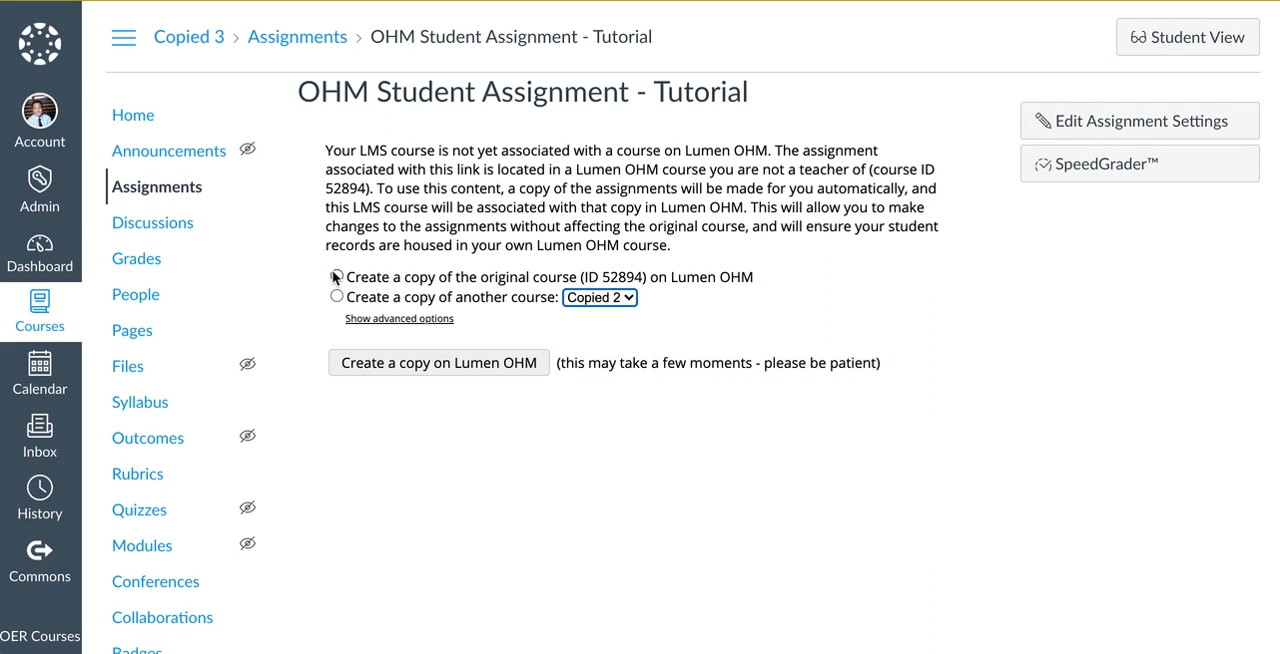 Copied 3 > Assignments > OHM Student Assignment - Tutorial
Student View
Account
Admin
Dashboard
Courses
Calendar
Inbox
History
Commons
OER Courses
Home
Announcements
Assignments
Discussions
Grades
People
Pages
Files
Syllabus
Outcomes
Rubrics
Quizzes
Modules
Conferences
Collaborations
Badges
OHM Student Assignment - Tutorial
Your LMS course is not yet associated with a course on Lumen OHM. The assignment
associated with this link is located in a Lumen OHM course you are not a teacher of (course ID
52894). To use this content, a copy of the assignments will be made for you automatically, and
this LMS course will be associated with that copy in Lumen OHM. This will allow you to make
changes to the assignments without affecting the original course, and will ensure your student
records are housed in your own Lumen OHM course.
Create a copy of the original course (ID 52894) on Lumen OHM
Create a copy of another course: Copied 2
Show advanced options
Create a copy on Lumen OHM (this may take a few moments - please be patient)
Edit Assignment Settings
SpeedGrader™